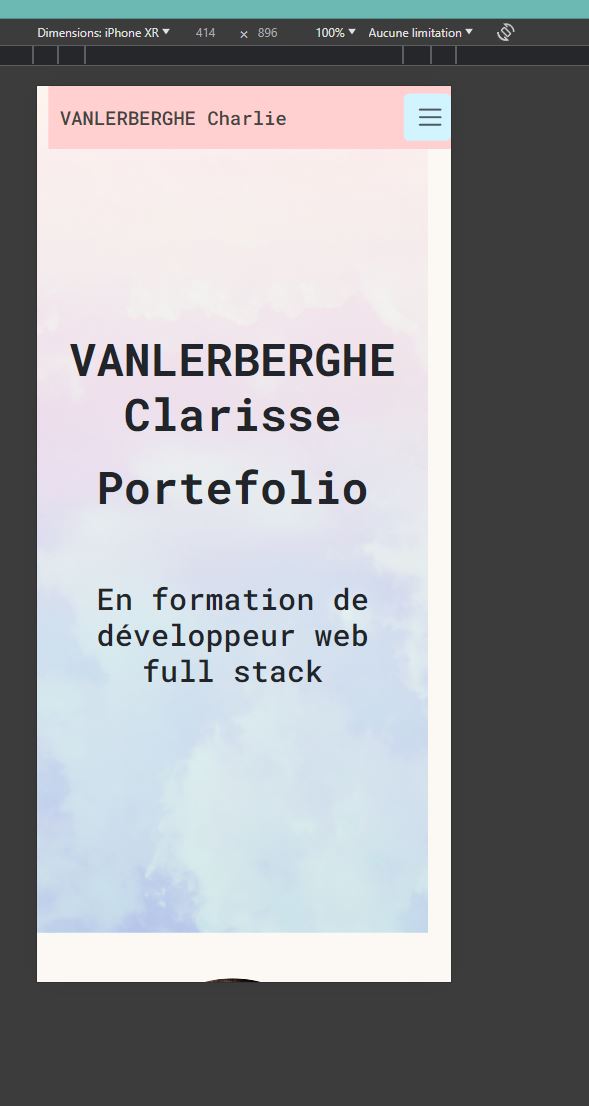 Dimensions: iPhone XR 414 × 896 100% Aucune limitation
VANLERBERGHE Charlie
VANLERBERGHE
Clarisse
Portefolio
En formation de
développeur web
full stack